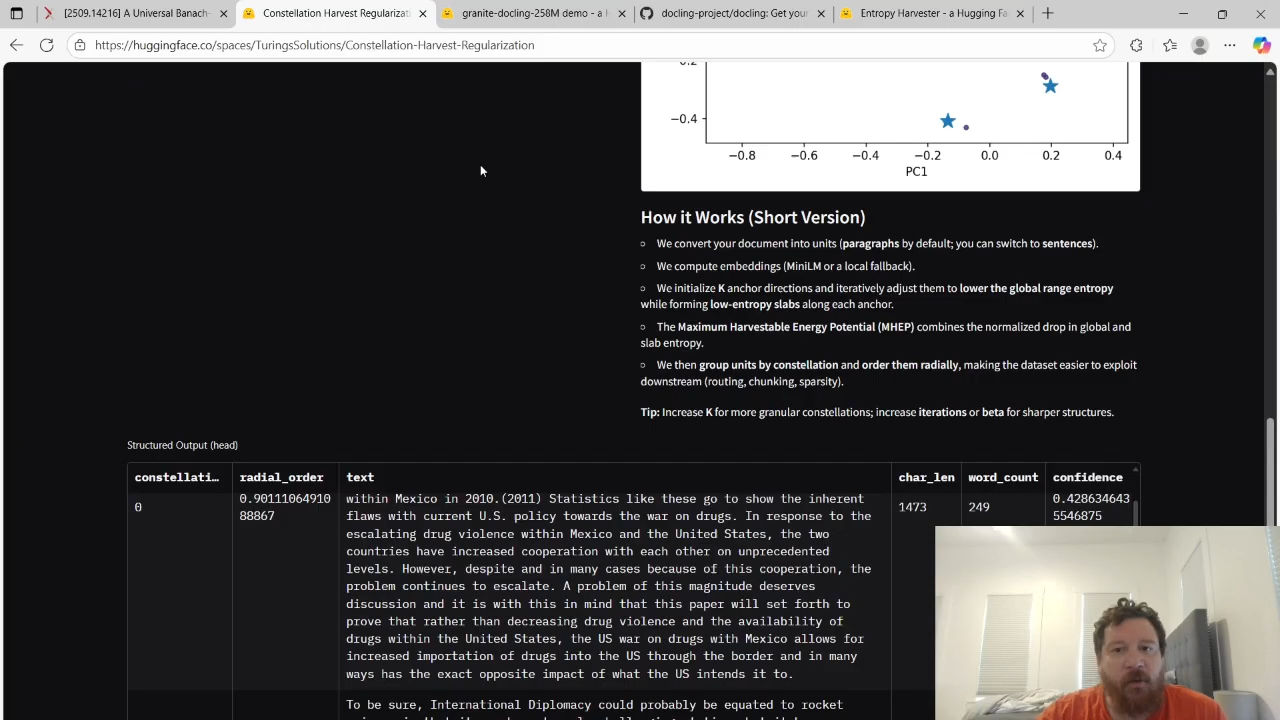 [2509.14216] A Universal Banach-
Constellation Harvest Regularizati
granite-docling-258M demo - a H
docling-project/docling: Get your
Entropy Harvester - a Hugging Fa
https://huggingface.co/spaces/TuringsSolutions/Constellation-Harvest-Regularization
−0.2
−0.4
−0.8 −0.6 −0.4 −0.2 0.0 0.2 0.4
PC1
How it Works (Short Version)
We convert your document into units (paragraphs by default; you can switch to sentences).
We compute embeddings (MiniLM or a local fallback).
We initialize K anchor directions and iteratively adjust them to lower the global range entropy
while forming low-entropy slabs along each anchor.
The Maximum Harvestable Energy Potential (MHEP) combines the normalized drop in global and
slab entropy.
We then group units by constellation and order them radially, making the dataset easier to exploit
downstream (routing, chunking, sparsity).
Tip: Increase K for more granular constellations; increase iterations or beta for sharper structures.
Structured Output (head)
constellati... radial_order text char_len word_count confidence
0 0.90111064910 88867 1473 249 0.428634643 5546875
within Mexico in 2010.(2011) Statistics like these go to show the inherent
flaws with current U.S. policy towards the war on drugs. In response to the
escalating drug violence within Mexico and the United States, the two
countries have increased cooperation with each other on unprecedented
levels. However, despite and in many cases because of this cooperation, the
problem continues to escalate. A problem of this magnitude deserves
discussion and it is with this in mind that this paper will set forth to
prove that rather than decreasing drug violence and the availability of
drugs within the United States, the US war on drugs with Mexico allows for
increased importation of drugs into the US through the border and in many
ways has the exact opposite impact of what the US intends it to.
To be sure, International Diplomacy could probably be equated to rocket